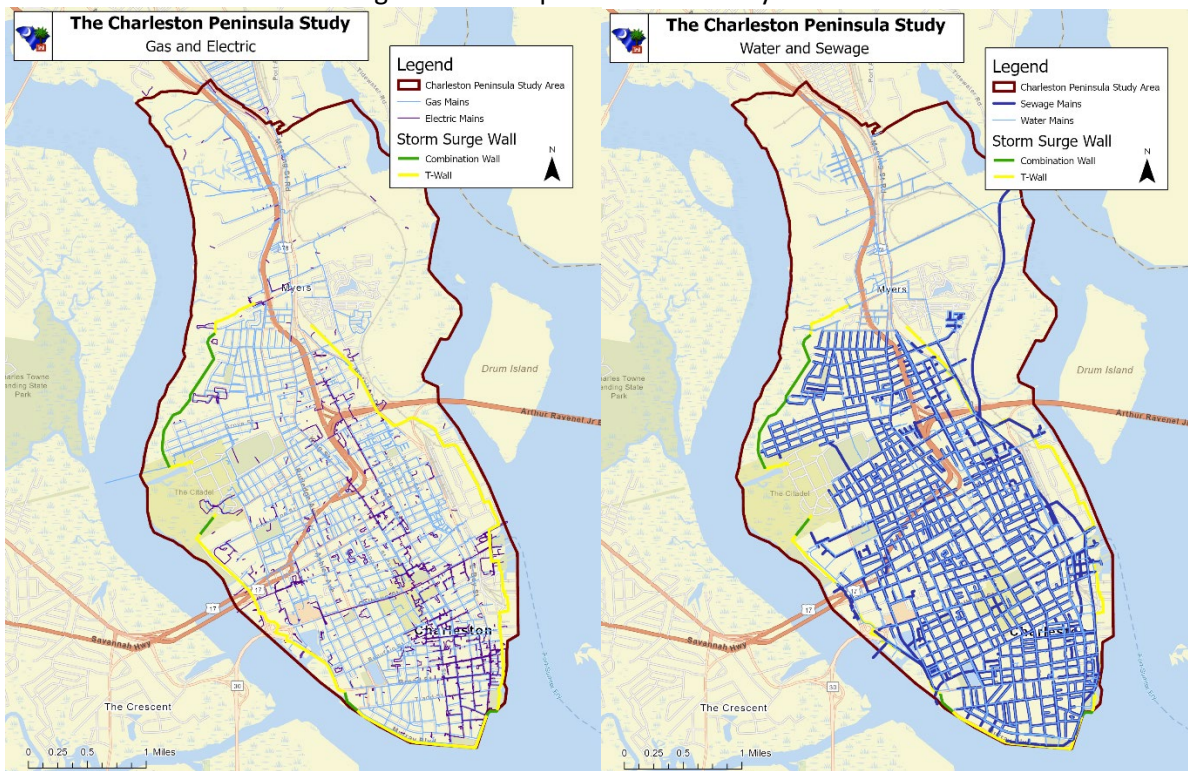 The Charleston Peninsula Study
Gas and Electric
Legend
Charleston Peninsula Study Area
Gas Mains
Electric Mains
Storm Surge Wall
Combination Wall
T-Wall
N
Myers
Drum Island
Arthur Ravenel Jr
The Citadel
Charleston
17
17
Savannah Hwy
30
The Crescent
0 0.25 0.5 1 Miles
The Charleston Peninsula Study
Water and Sewage
Legend
Charleston Peninsula Study Area
Sewage Mains
Water Mains
Storm Surge Wall
Combination Wall
T-Wall
N
Myers
Drum Island
Arthur Ravenel Jr
The Citadel
17
17
Savannah Hwy
30
The Crescent
0 0.25 0.5 1 Miles